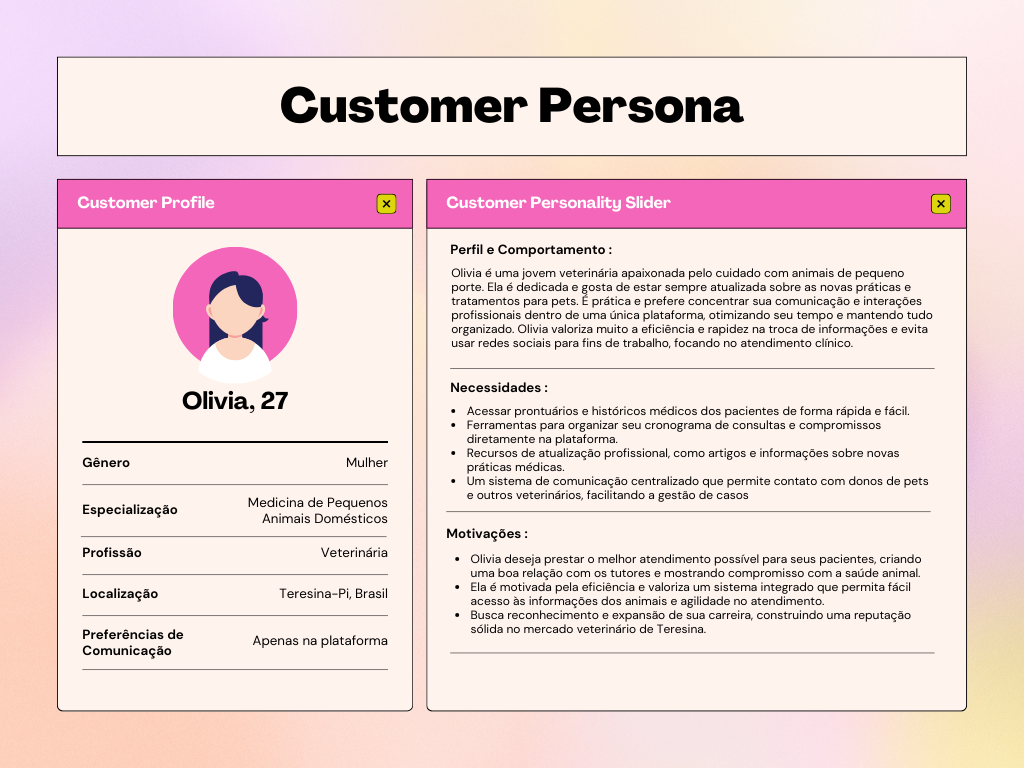 Customer Persona
Customer Profile
Olivia, 27
Gênero
Mulher
Especialização
Medicina de Pequenos
Animais Domésticos
Profissão
Veterinária
Localização
Teresina-Pi, Brasil
Preferências de
Comunicação
Apenas na plataforma
Customer Personality Slider
Perfil e Comportamento :
Olivia é uma jovem veterinária apaixonada pelo cuidado com animais de pequeno
porte. Ela é dedicada e gosta de estar sempre atualizada sobre as novas práticas e
tratamentos para pets. É prática e prefere concentrar sua comunicação e interações
profissionais dentro de uma única plataforma, otimizando seu tempo e mantendo tudo
organizado. Olivia valoriza muito a eficiência e rapidez na troca de informações e evita
usar redes sociais para fins de trabalho, focando no atendimento clínico.
Necessidades :
• Acessar prontuários e históricos médicos dos pacientes de forma rápida e fácil.
• Ferramentas para organizar seu cronograma de consultas e compromissos
diretamente na plataforma.
• Recursos de atualização profissional, como artigos e informações sobre novas
práticas médicas.
• Um sistema de comunicação centralizado que permite contato com donos de pets
e outros veterinários, facilitando a gestão de casos
Motivações :
• Olivia deseja prestar o melhor atendimento possível para seus pacientes, criando
uma boa relação com os tutores e mostrando compromisso com a saúde animal.
• Ela é motivada pela eficiência e valoriza um sistema integrado que permita fácil
acesso às informações dos animais e agilidade no atendimento.
• Busca reconhecimento e expansão de sua carreira, construindo uma reputação
sólida no mercado veterinário de Teresina.